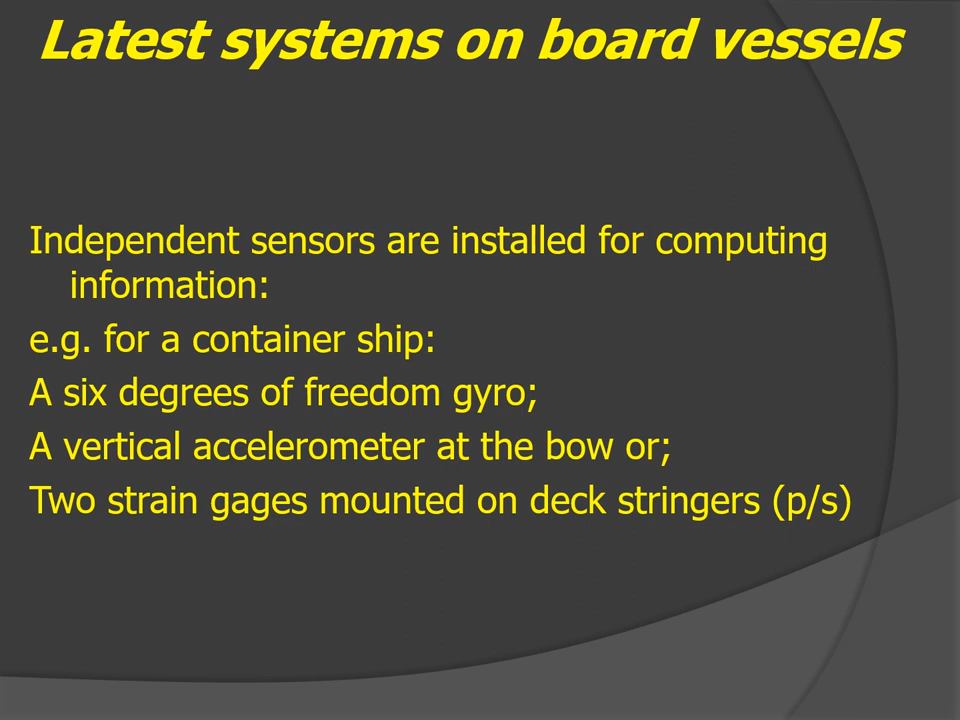 Latest systems on board vessels
Independent sensors are installed for computing
information:
e.g. for a container ship:
A six degrees of freedom gyro;
A vertical accelerometer at the bow or;
Two strain gages mounted on deck stringers (p/s)